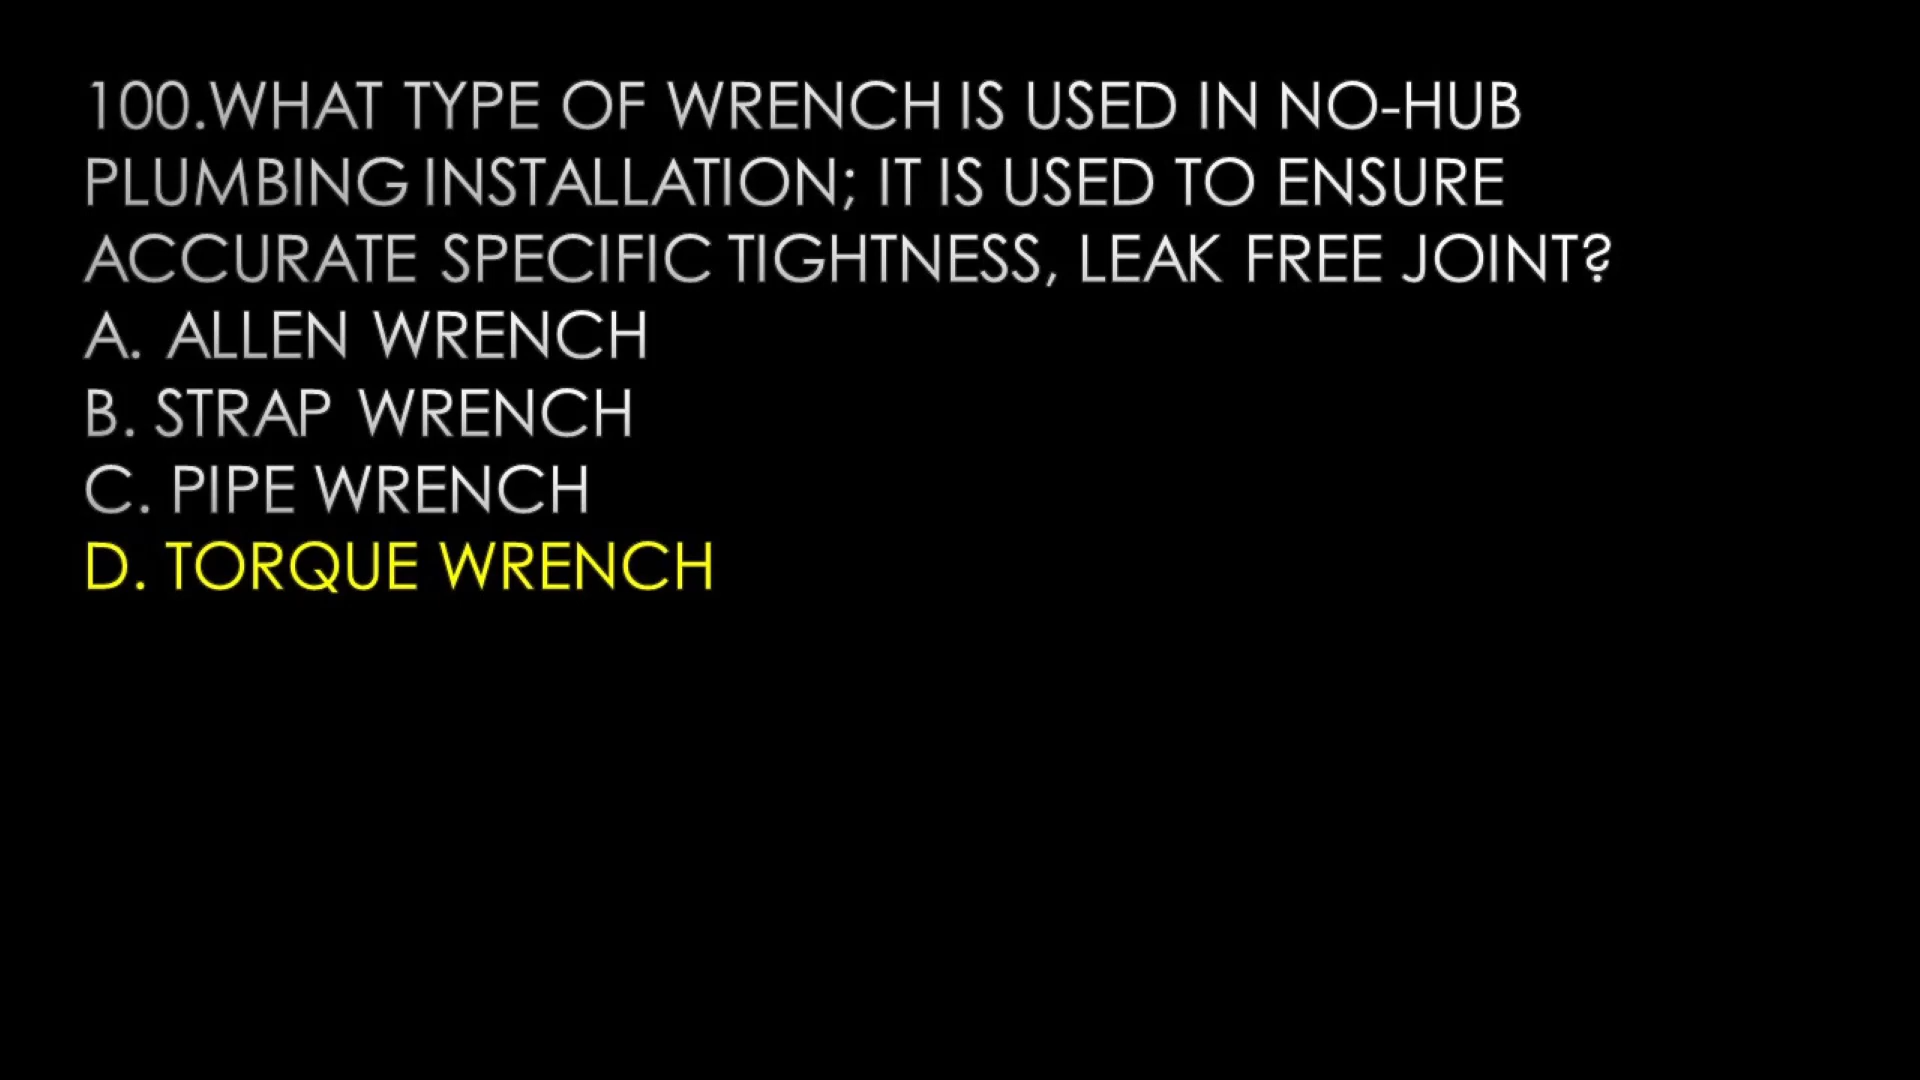 100.WHAT TYPE OF WRENCH IS USED IN NO-HUB
PLUMBING INSTALLATION; IT IS USED TO ENSURE
ACCURATE SPECIFIC TIGHTNESS, LEAK FREE JOINT?
A. ALLEN WRENCH
B. STRAP WRENCH
C. PIPE WRENCH
D. TORQUE WRENCH